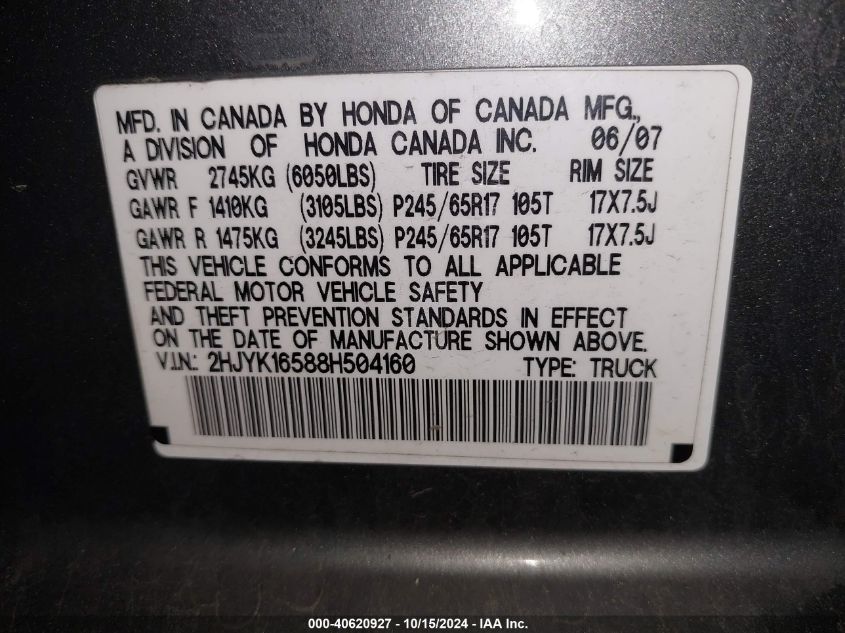 MFD. IN CANADA BY HONDA OF CANADA MFG.,
A DIVISION OF HONDA CANADA INC. 06/07
GVWR 2745KG (6050LBS) TIRE SIZE RIM SIZE
GAWR F 1410KG (3105LBS) P245/65R17 105T 17X7.5J
GAWR R 1475KG (3245LBS) P245/65R17 105T 17X7.5J
THIS VEHICLE CONFORMS TO ALL APPLICABLE
FEDERAL MOTOR VEHICLE SAFETY
AND THEFT PREVENTION STANDARDS IN EFFECT
ON THE DATE OF MANUFACTURE SHOWN ABOVE.
V.I.N.: 2HJYK16588H504160 TYPE: TRUCK
000-40620927 - 10/15/2024 - IAA Inc.